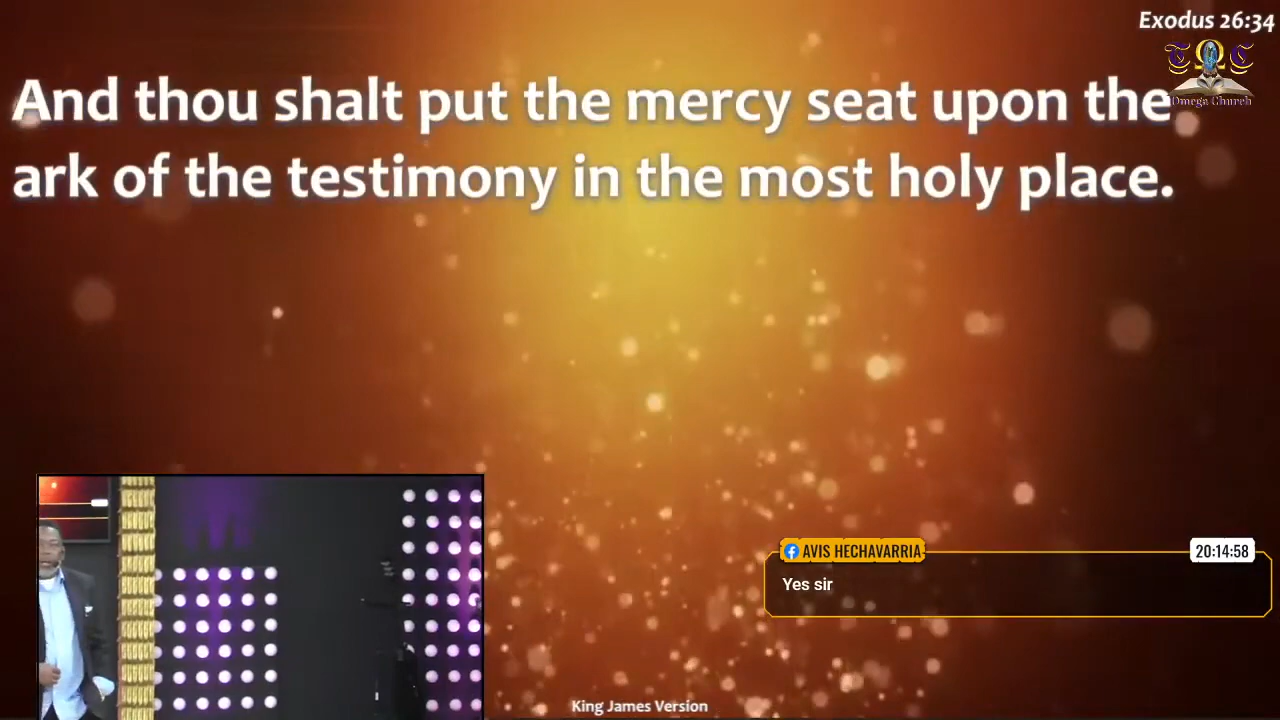 Exodus 26:34
TΩC
Omega Church
And thou shalt put the mercy seat upon the
ark of the testimony in the most holy place.
AVIS HECHAVARRIA
20:14:58
Yes sir
King James Version